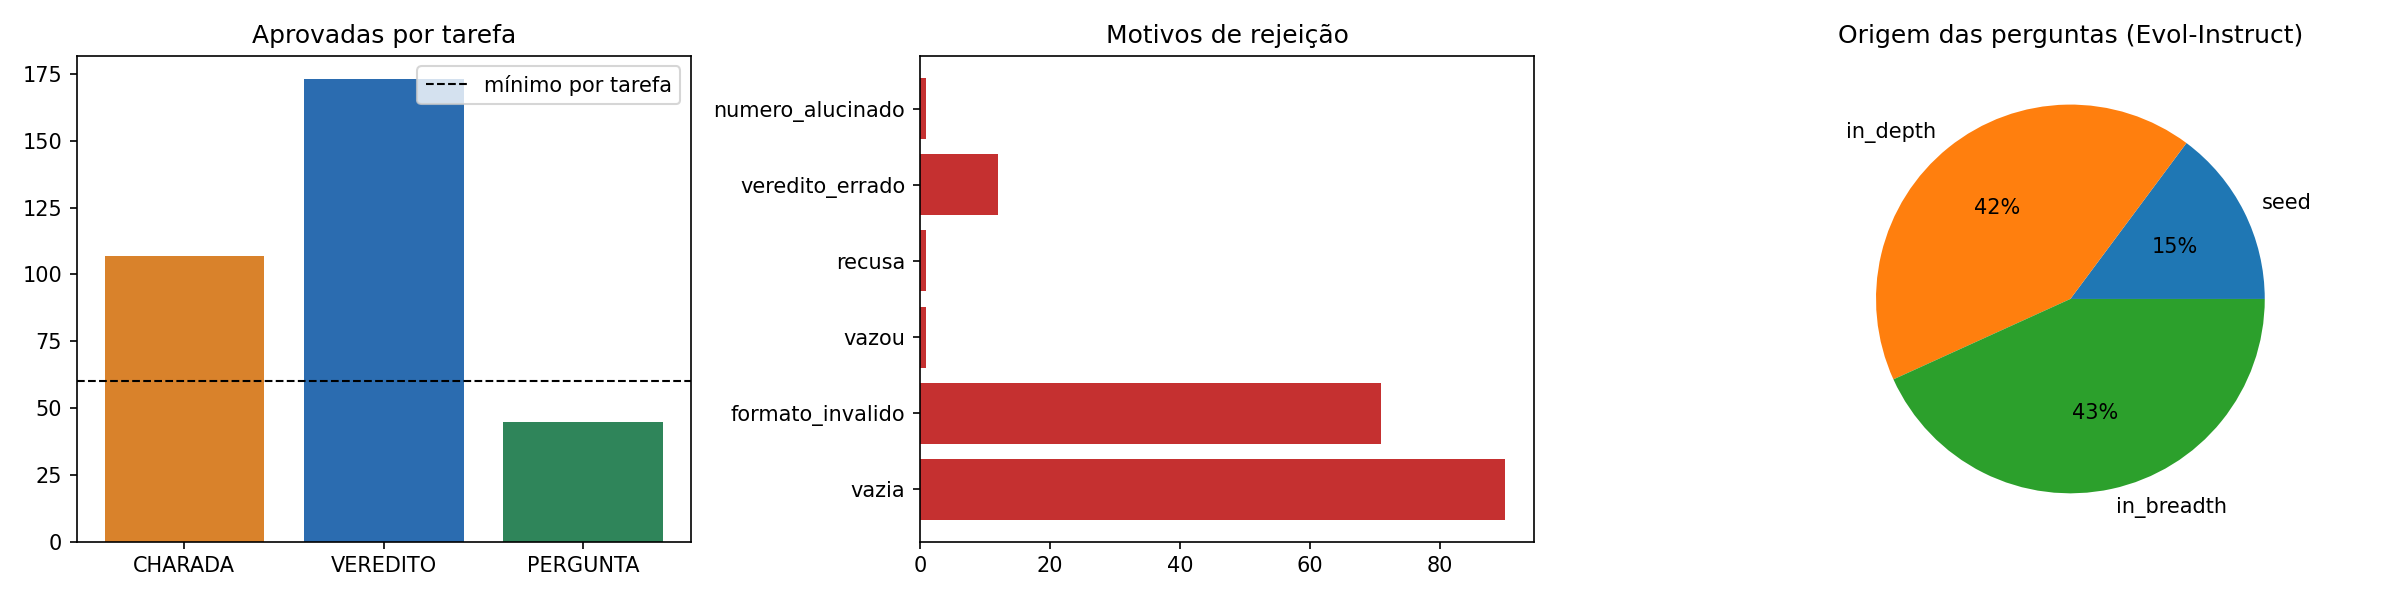 Aprovadas por tarefa
175
150
125
100
75
50
25
0
mínimo por tarefa
CHARADA
VEREDITO
PERGUNTA
Motivos de rejeição
numero_alucinado
veredito_errado
recusa
vazou
formato_invalido
vazia
0
20
40
60
80
Origem das perguntas (Evol-Instruct)
in_depth
seed
42%
15%
43%
in_breadth